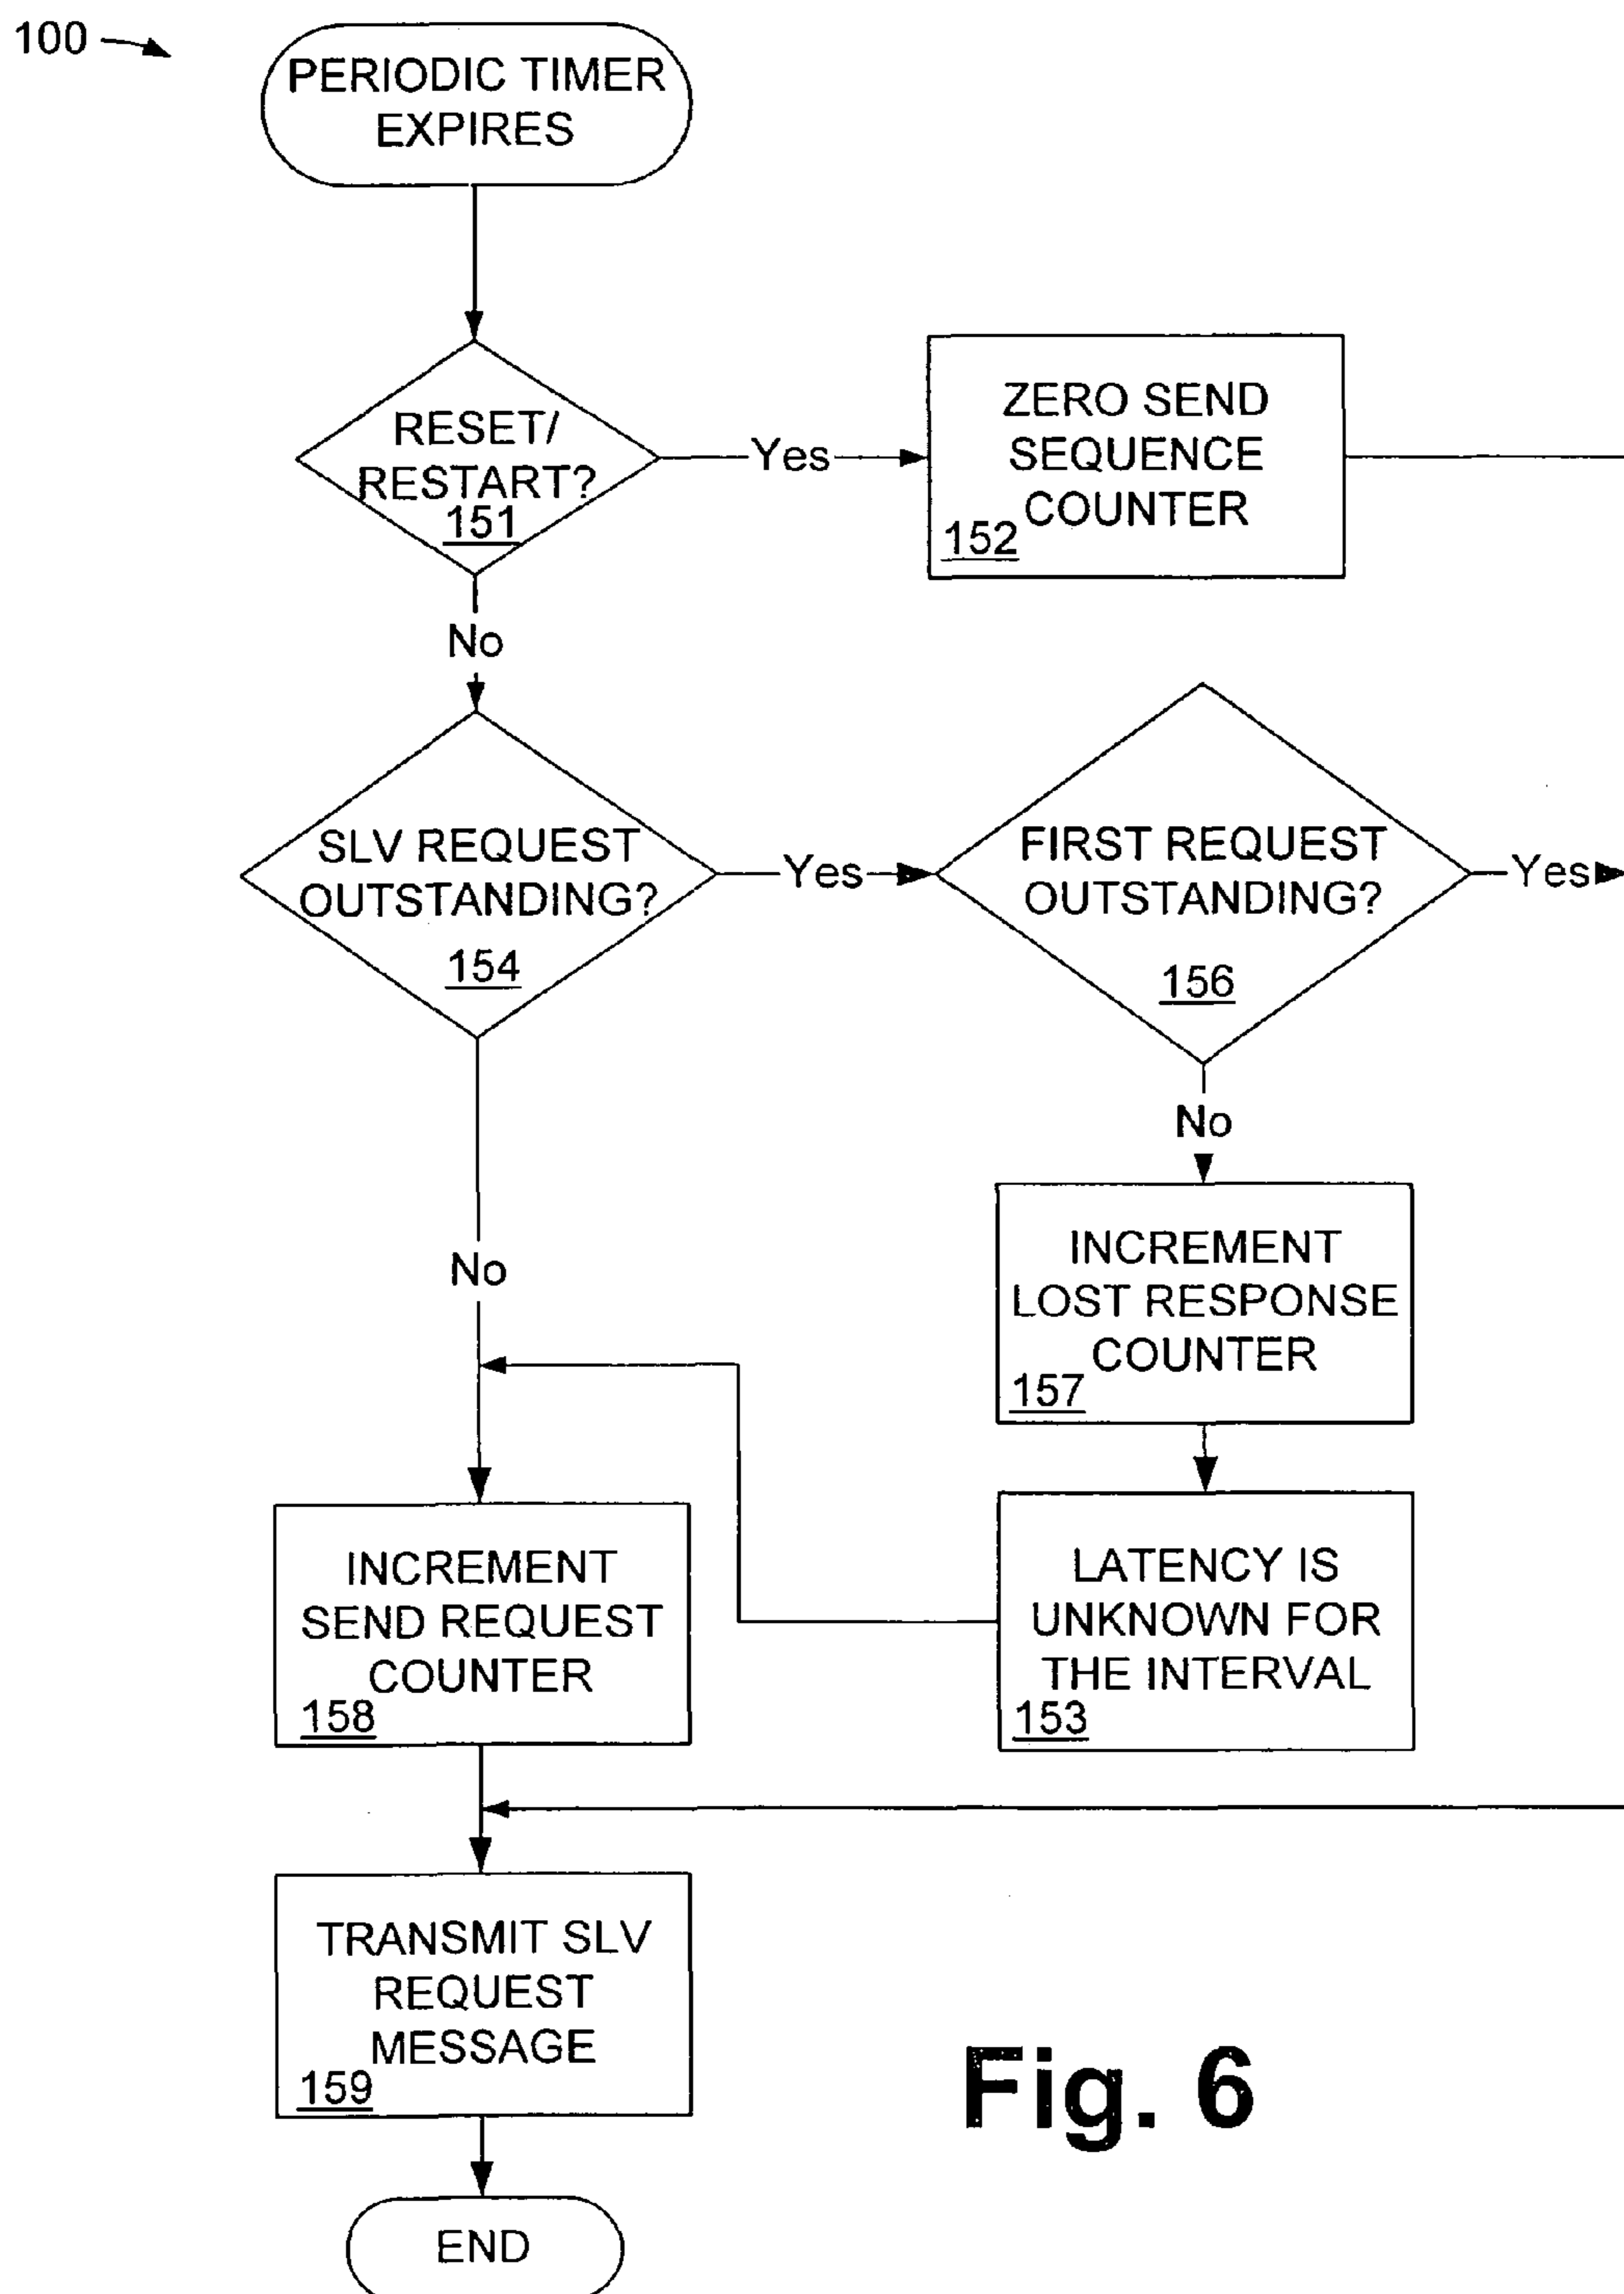 100
PERIODIC TIMER
EXPIRES
RESET/
RESTART?
151
Yes
ZERO SEND
SEQUENCE
COUNTER
152
No
SLV REQUEST
OUTSTANDING?
154
Yes
FIRST REQUEST
OUTSTANDING?
156
Yes
No
INCREMENT
LOST RESPONSE
COUNTER
157
No
LATENCY IS
UNKNOWN FOR
THE INTERVAL
153
INCREMENT
SEND REQUEST
COUNTER
158
TRANSMIT SLV
REQUEST
MESSAGE
159
END
Fig. 6